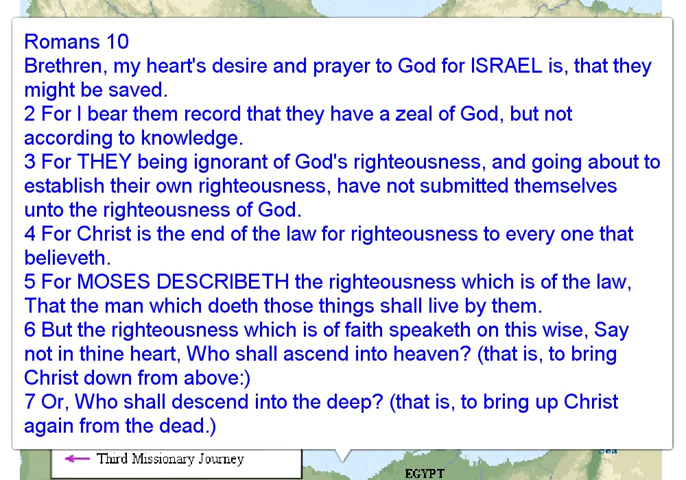 Romans 10
Brethren, my heart's desire and prayer to God for ISRAEL is, that they
might be saved.
2 For I bear them record that they have a zeal of God, but not
according to knowledge.
3 For THEY being ignorant of God's righteousness, and going about to
establish their own righteousness, have not submitted themselves
unto the righteousness of God.
4 For Christ is the end of the law for righteousness to every one that
believeth.
5 For MOSES DESCRIBETH the righteousness which is of the law,
That the man which doeth those things shall live by them.
6 But the righteousness which is of faith speaketh on this wise, Say
not in thine heart, Who shall ascend into heaven? (that is, to bring
Christ down from above:)
7 Or, Who shall descend into the deep? (that is, to bring up Christ
again from the dead.)
Sea
Third Missionary Journey
EGYPT